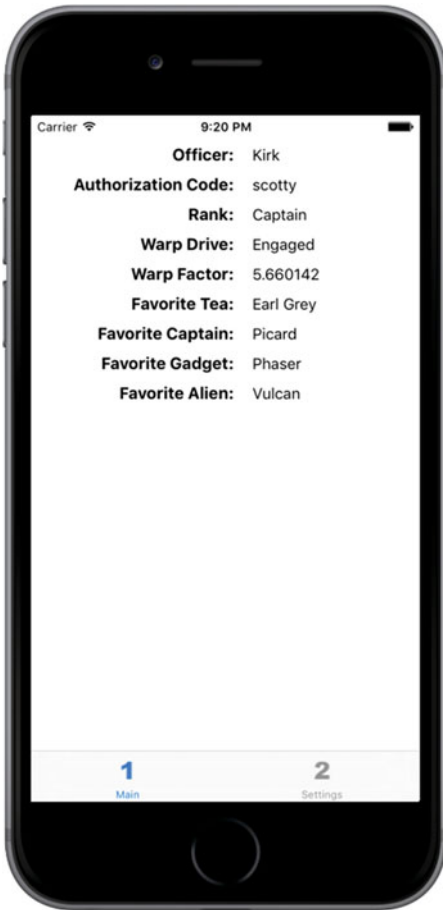 Carrier 9:20 PM
Officer: Kirk
Authorization Code: scotty
Rank: Captain
Warp Drive: Engaged
Warp Factor: 5.660142
Favorite Tea: Earl Grey
Favorite Captain: Picard
Favorite Gadget: Phaser
Favorite Alien: Vulcan
1 2
Main Settings